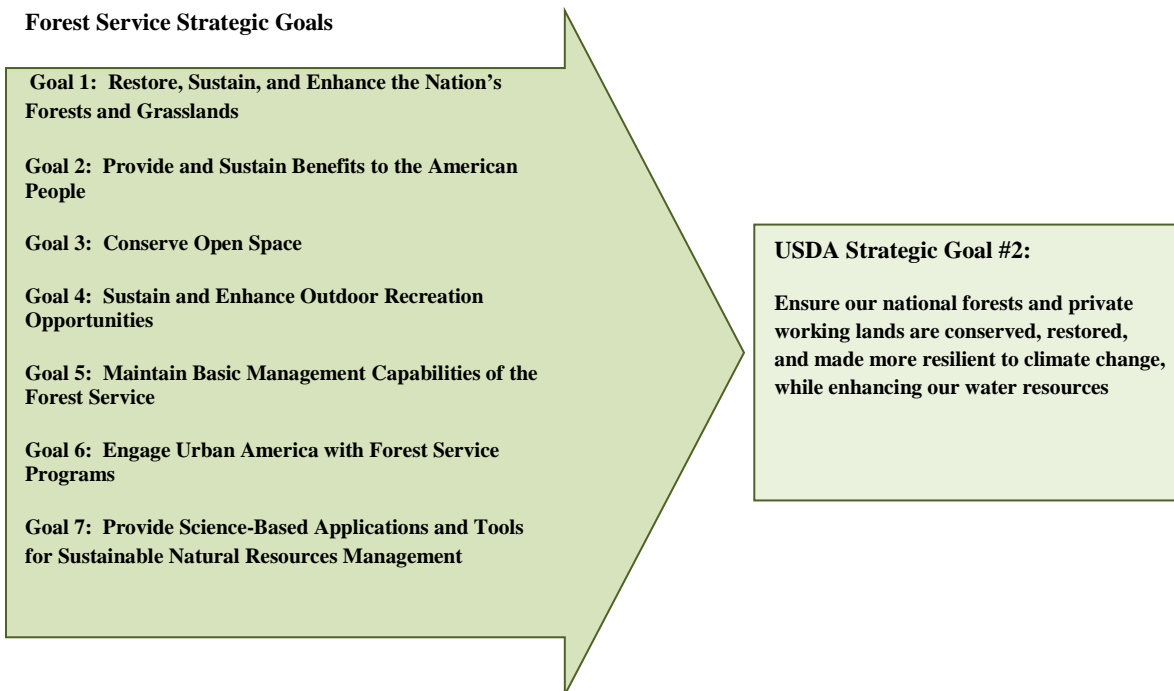 Forest Service Strategic Goals
Goal 1:  Restore, Sustain, and Enhance the Nation’s
Forests and Grasslands
Goal 2:  Provide and Sustain Benefits to the American
People
Goal 3:  Conserve Open Space
Goal 4:  Sustain and Enhance Outdoor Recreation
Opportunities
Goal 5:  Maintain Basic Management Capabilities of the
Forest Service
Goal 6:  Engage Urban America with Forest Service
Programs
Goal 7:  Provide Science-Based Applications and Tools
for Sustainable Natural Resources Management
USDA Strategic Goal #2:
Ensure our national forests and private
working lands are conserved, restored,
and made more resilient to climate change,
while enhancing our water resources